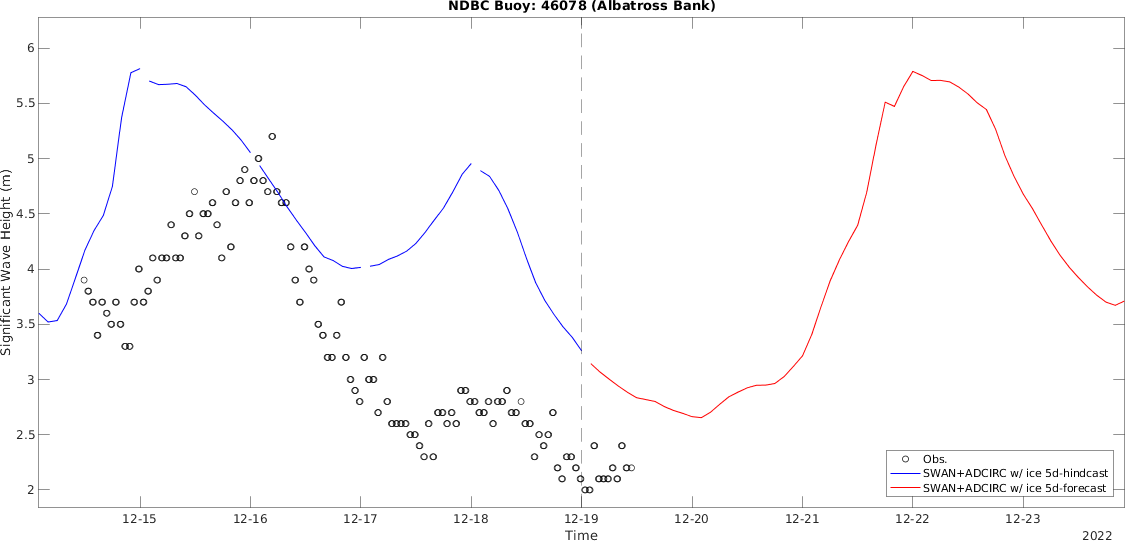 NDBC Buoy: 46078 (Albatross Bank)
Significant Wave Height (m)
6
5.5
5
4.5
4
3.5
3
2.5
2
Obs.
SWAN+ADCIRC w/ ice 5d-hindcast
SWAN+ADCIRC w/ ice 5d-forecast
12-15 12-16 12-17 12-18 12-19 12-20 12-21 12-22 12-23
Time
2022